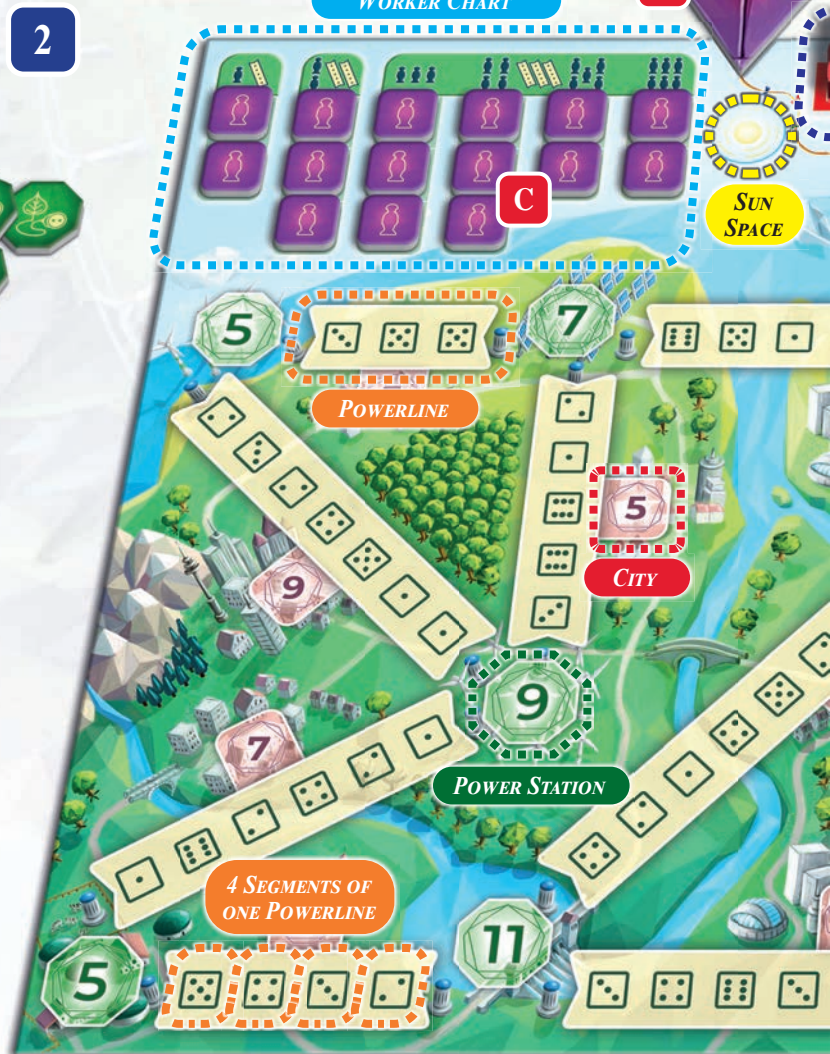 WORKER CHART
2
C
SUN
SPACE
5
7
POWERLINE
5
9
CITY
9
7
POWER STATION
4 SEGMENTS OF
ONE POWERLINE
11
5